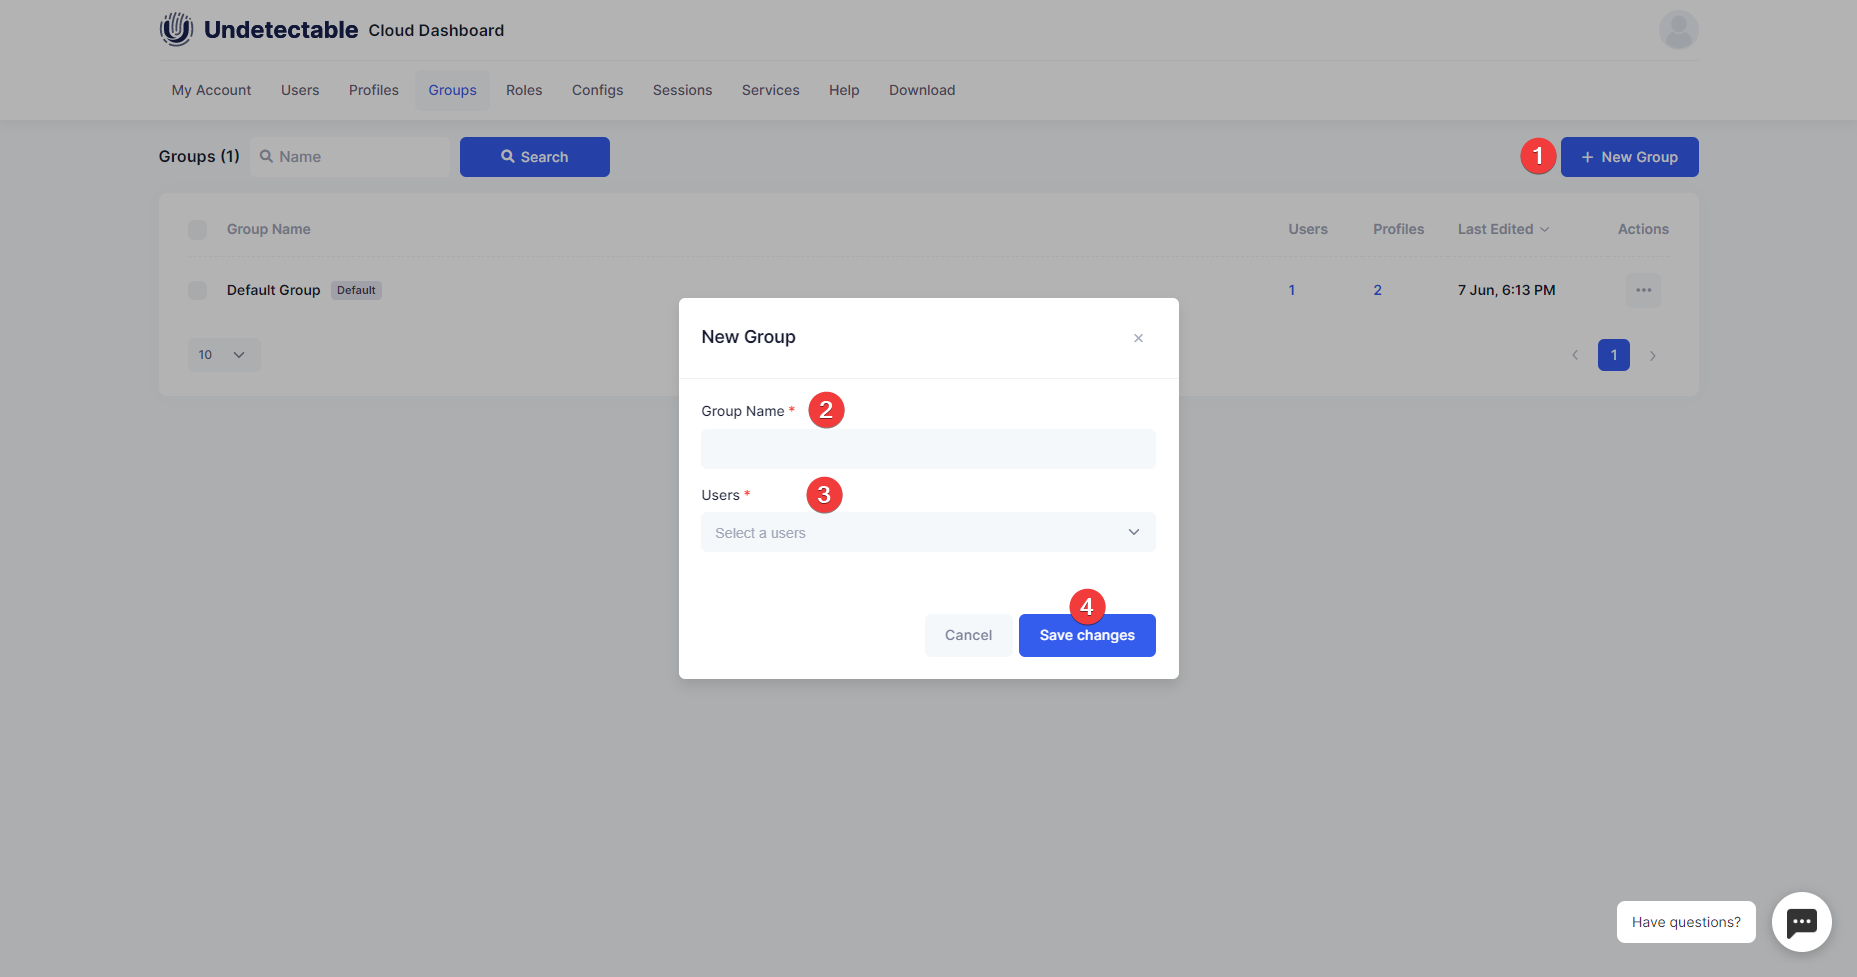 Undetectable Cloud Dashboard
My Account Users Profiles Groups Roles Configs Sessions Services Help Download
Groups (1) Name Search 1 + New Group
Group Name Users Profiles Last Edited Actions
Default Group Default 1 2 7 Jun, 6:13 PM ...
10 1
New Group ×
Group Name * 2
Users * 3
Select a users
4
Cancel Save changes
Have questions?